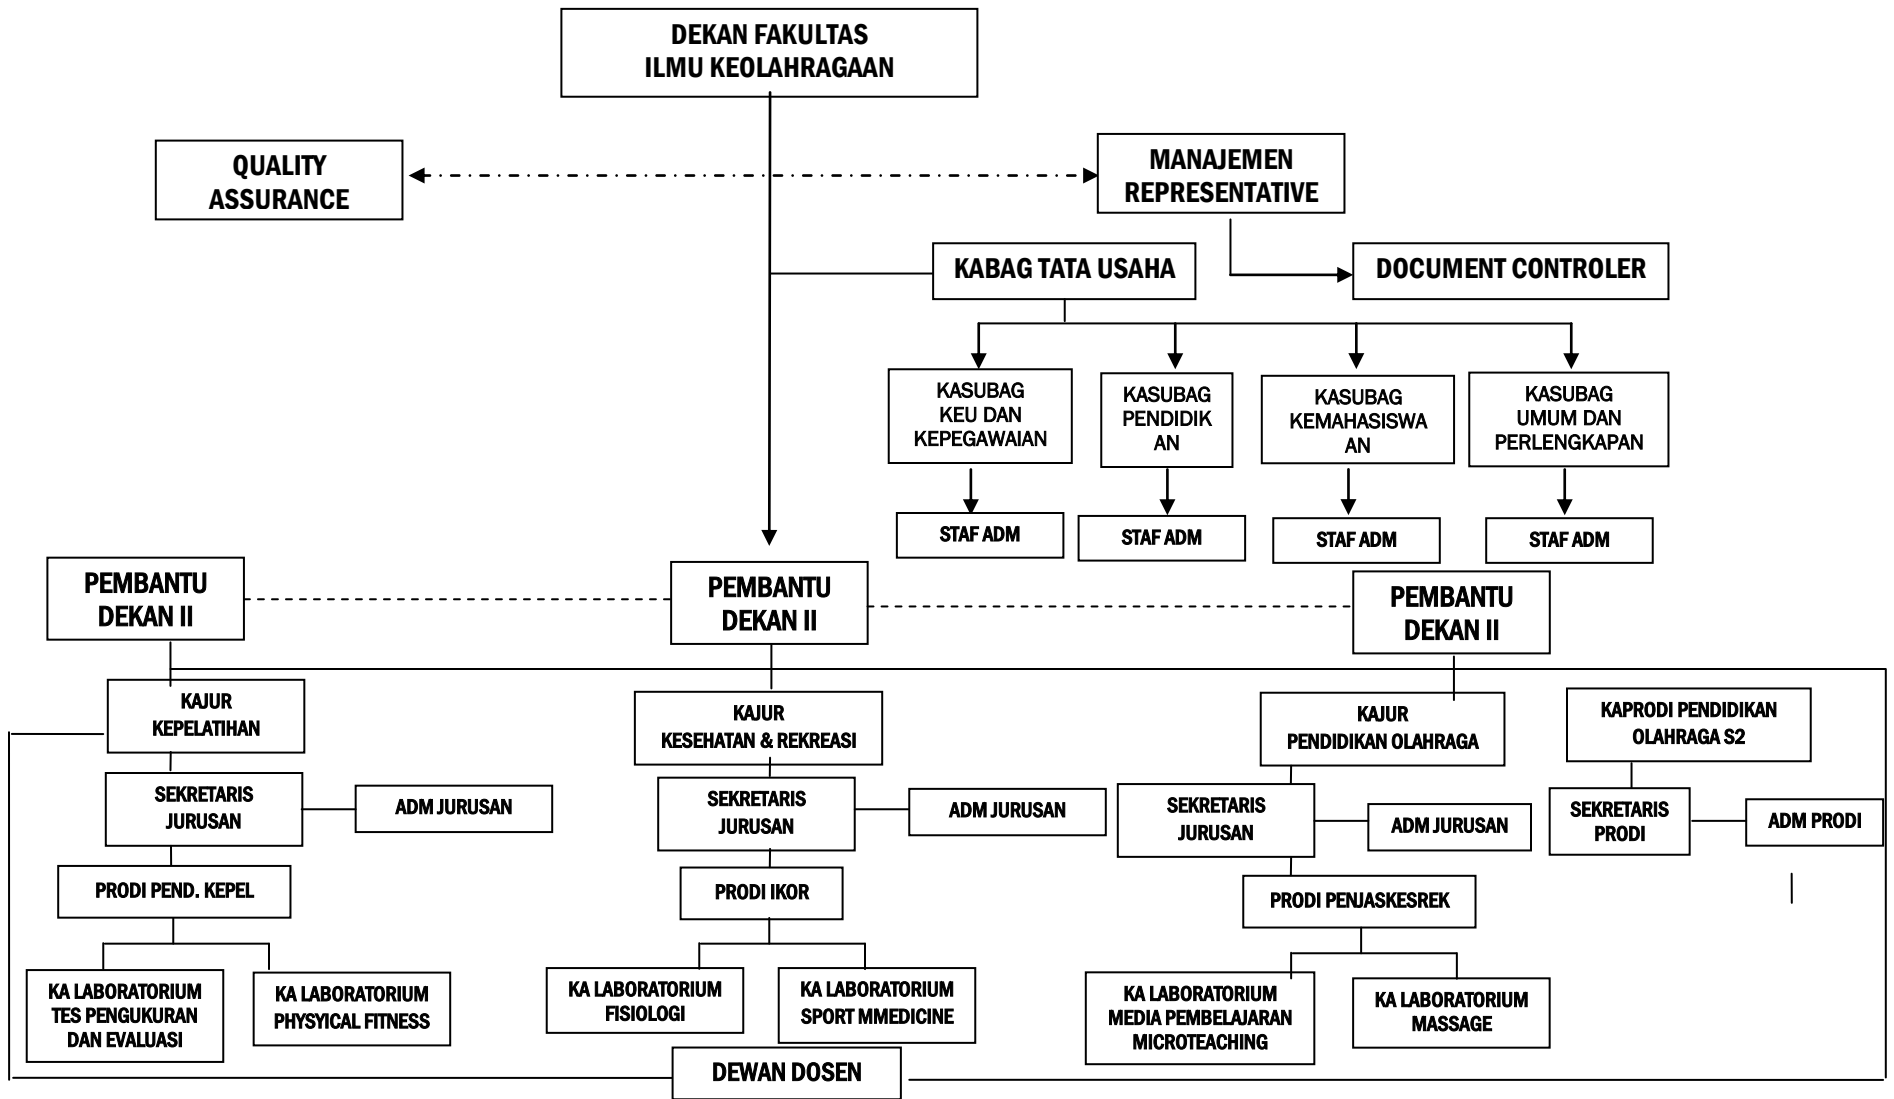 DEKAN FAKULTAS
ILMU KEOLAHRAGAAN
QUALITY
ASSURANCE
MANAJEMEN
REPRESENTATIVE
KABAG TATA USAHA
DOCUMENT CONTROLER
KASUBAG
KEU DAN
KEPEGAWAIAN
KASUBAG
PENDIDIK
AN
KASUBAG
KEMAHASISWA
AN
KASUBAG
UMUM DAN
PERLENGKAPAN
STAF ADM
STAF ADM
STAF ADM
STAF ADM
PEMBANTU
DEKAN II
PEMBANTU
DEKAN II
PEMBANTU
DEKAN II
KAJUR
KEPELATIHAN
KAJUR
KESEHATAN & REKREASI
KAJUR
PENDIDIKAN OLAHRAGA
KAPRODI PENDIDIKAN
OLAHRAGA S2
SEKRETARIS
JURUSAN
ADM JURUSAN
SEKRETARIS
JURUSAN
ADM JURUSAN
SEKRETARIS
JURUSAN
ADM JURUSAN
SEKRETARIS
PRODI
ADM PRODI
PRODI PEND. KEPEL
PRODI IKOR
PRODI PENJASKESREK
KA LABORATORIUM
TES PENGUKURAN
DAN EVALUASI
KA LABORATORIUM
PHYSYICAL FITNESS
KA LABORATORIUM
FISIOLOGI
KA LABORATORIUM
SPORT MMEDICINE
KA LABORATORIUM
MEDIA PEMBELAJARAN
MICROTEACHING
KA LABORATORIUM
MASSAGE
DEWAN DOSEN